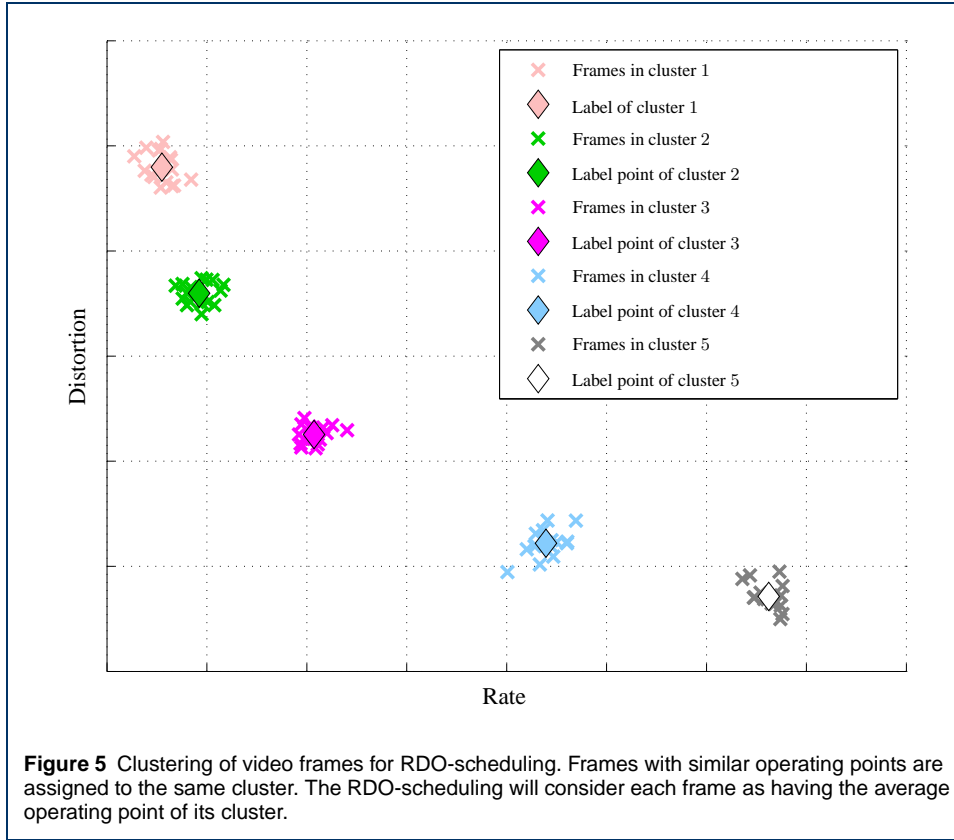 Frames in cluster 1
Label of cluster 1
Frames in cluster 2
Label point of cluster 2
Frames in cluster 3
Label point of cluster 3
Frames in cluster 4
Label point of cluster 4
Frames in cluster 5
Label point of cluster 5
Distortion
Rate
Figure 5 Clustering of video frames for RDO-scheduling. Frames with similar operating points are
assigned to the same cluster. The RDO-scheduling will consider each frame as having the average
operating point of its cluster.